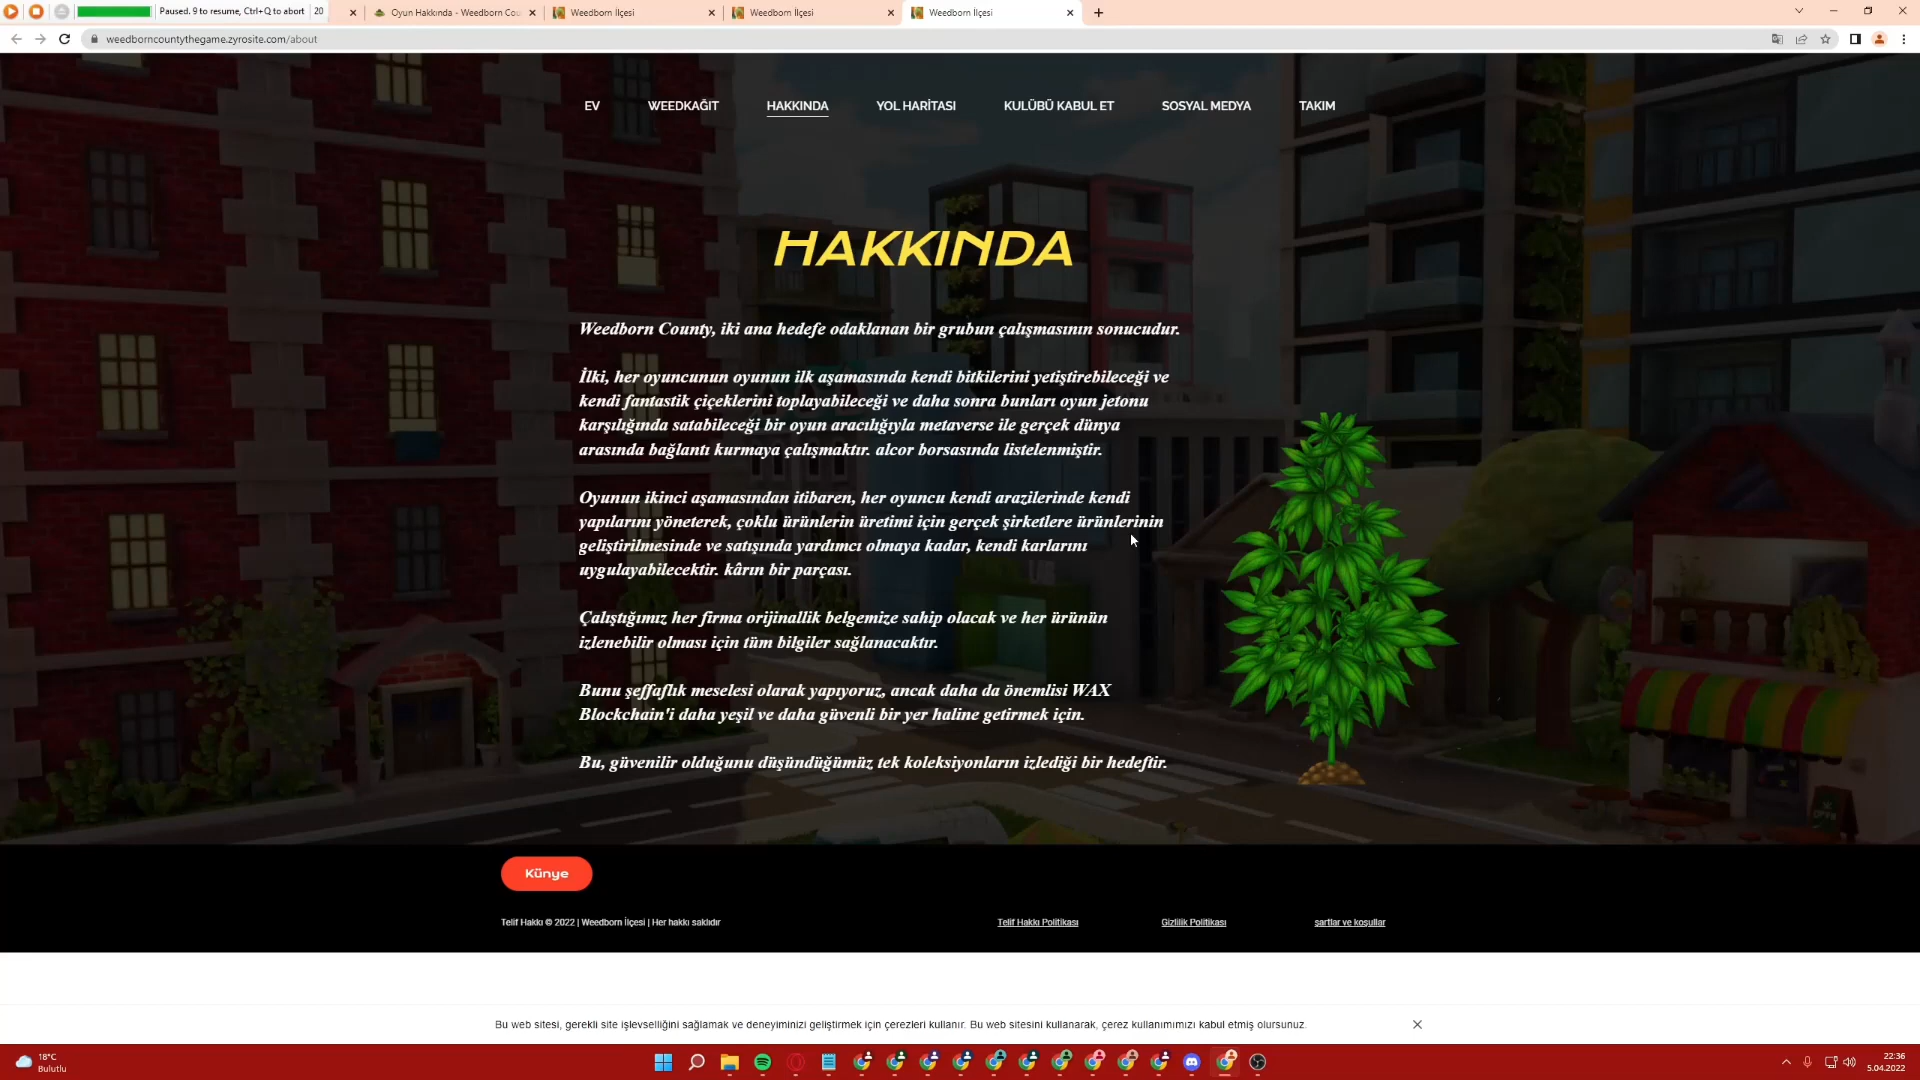 Paused. 9 to resume, Ctrl+Q to abort 20
Oyun Hakkında - Weedborn Cou
Weedborn İlçesi
Weedborn İlçesi
Weedborn İlçesi
weedborncountythegame.zyrosite.com/about
EV WEEDKAĞIT HAKKINDA YOL HARİTASI KULÜBÜ KABUL ET SOSYAL MEDYA TAKIM
HAKKINDA
Weedborn County, iki ana hedefe odaklanan bir grubun çalışmasının sonucudur.
İlki, her oyuncunun oyunun ilk aşamasında kendi bitkilerini yetiştirebileceği ve
kendi fantastik çiçeklerini toplayabileceği ve daha sonra bunları oyun jetonu
karşılığında satabileceği bir oyun aracılığıyla metaverse ile gerçek dünya
arasında bağlantı kurmaya çalışmaktır. alcor borsasında listelenmiştir.
Oyunun ikinci aşamasından itibaren, her oyuncu kendi arazilerinde kendi
yapılarını yöneterek, çoklu ürünlerin üretimi için gerçek şirketlere ürünlerinin
geliştirilmesinde ve satışında yardımcı olmaya kadar, kendi karlarını
uygulayabilecektir. kârın bir parçası.
Çalıştığımız her firma orijinallik belgemize sahip olacak ve her ürünün
izlenebilir olması için tüm bilgiler sağlanacaktır.
Bunu şeffaflık meselesi olarak yapıyoruz, ancak daha da önemlisi WAX
Blockchain'i daha yeşil ve daha güvenli bir yer haline getirmek için.
Bu, güvenilir olduğunu düşündüğümüz tek koleksiyonların izlediği bir hedeftir.
Künye
Telif Hakkı © 2022 | Weedborn İlçesi | Her hakkı saklıdır
Telif Hakkı Politikası
Gizlilik Politikası
şartlar ve koşullar
Bu web sitesi, gerekli site işlevselliğini sağlamak ve deneyiminizi geliştirmek için çerezleri kullanır. Bu web sitesini kullanarak, çerez kullanımımızı kabul etmiş olursunuz.
18°C
Bulutlu
22:36
5.04.2022